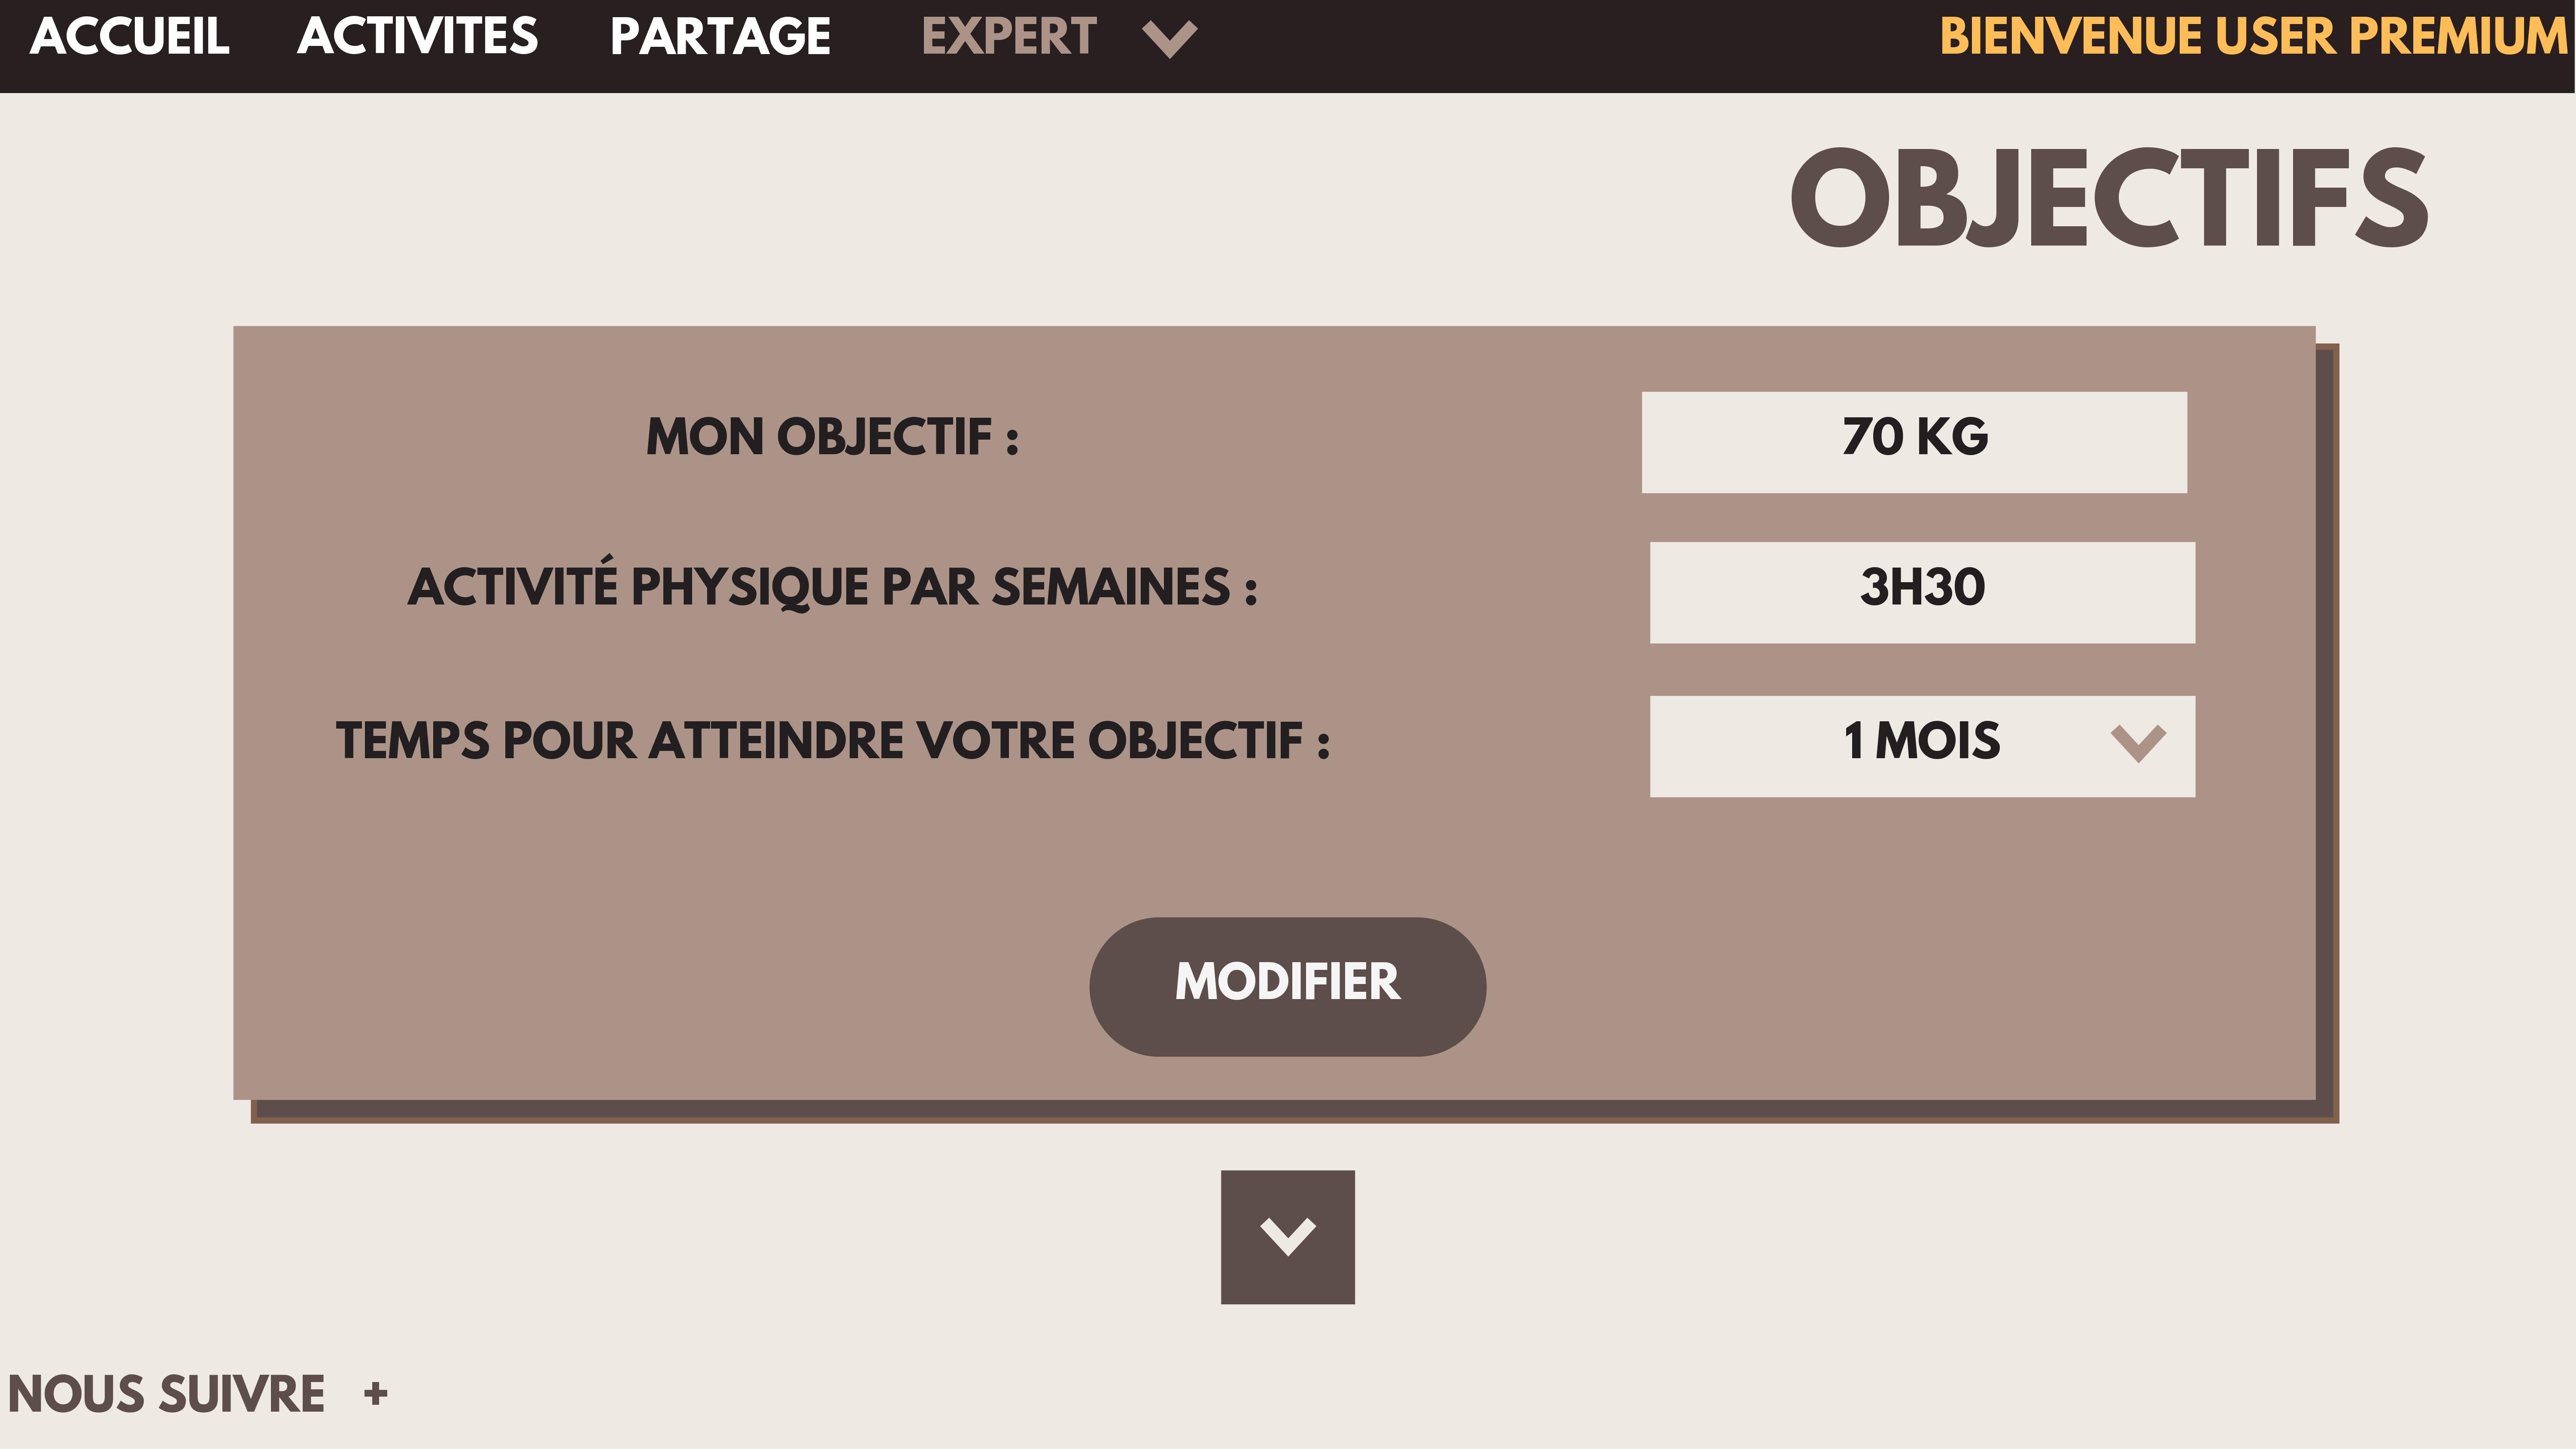 ACCUEIL ACTIVITES PARTAGE EXPERT BIENVENUE USER PREMIUM
OBJECTIFS
MON OBJECTIF : 70 KG
ACTIVITÉ PHYSIQUE PAR SEMAINES : 3H30
TEMPS POUR ATTEINDRE VOTRE OBJECTIF : 1 MOIS
MODIFIER
NOUS SUIVRE +